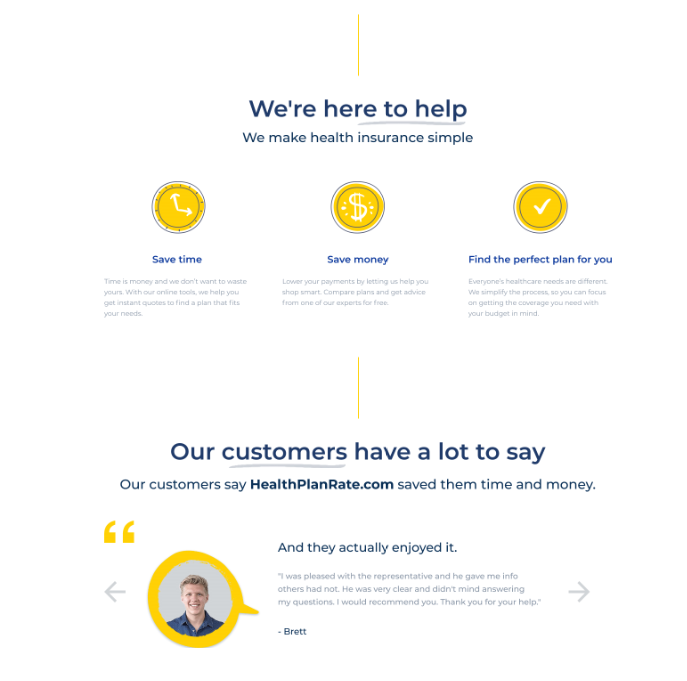 We're here to help
We make health insurance simple
Save time
Time is money and we don't want to waste
yours. With our online tools, we help you
get instant quotes to find a plan that fits
your needs.
Save money
Lower your payments by letting us help you
shop smart. Compare plans and get advice
from one of our experts for free.
Find the perfect plan for you
Everyone's healthcare needs are different.
We simplify the process, so you can focus
on getting the coverage you need with
your budget in mind.
Our customers have a lot to say
Our customers say HealthPlanRate.com saved them time and money.
And they actually enjoyed it.
"I was pleased with the representative and he gave me info
others had not. He was very clear and didn't mind answering
my questions. I would recommend you. Thank you for your help."
- Brett